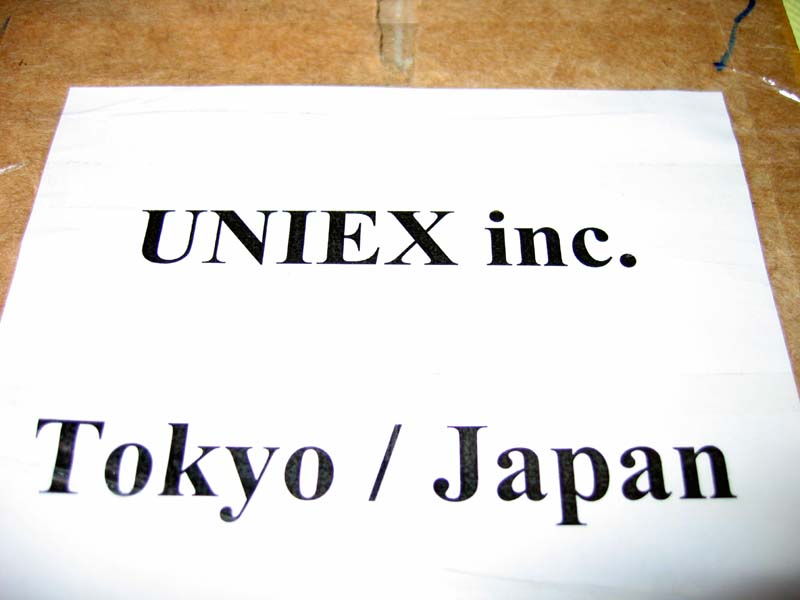 UNIEX inc.
Tokyo / Japan